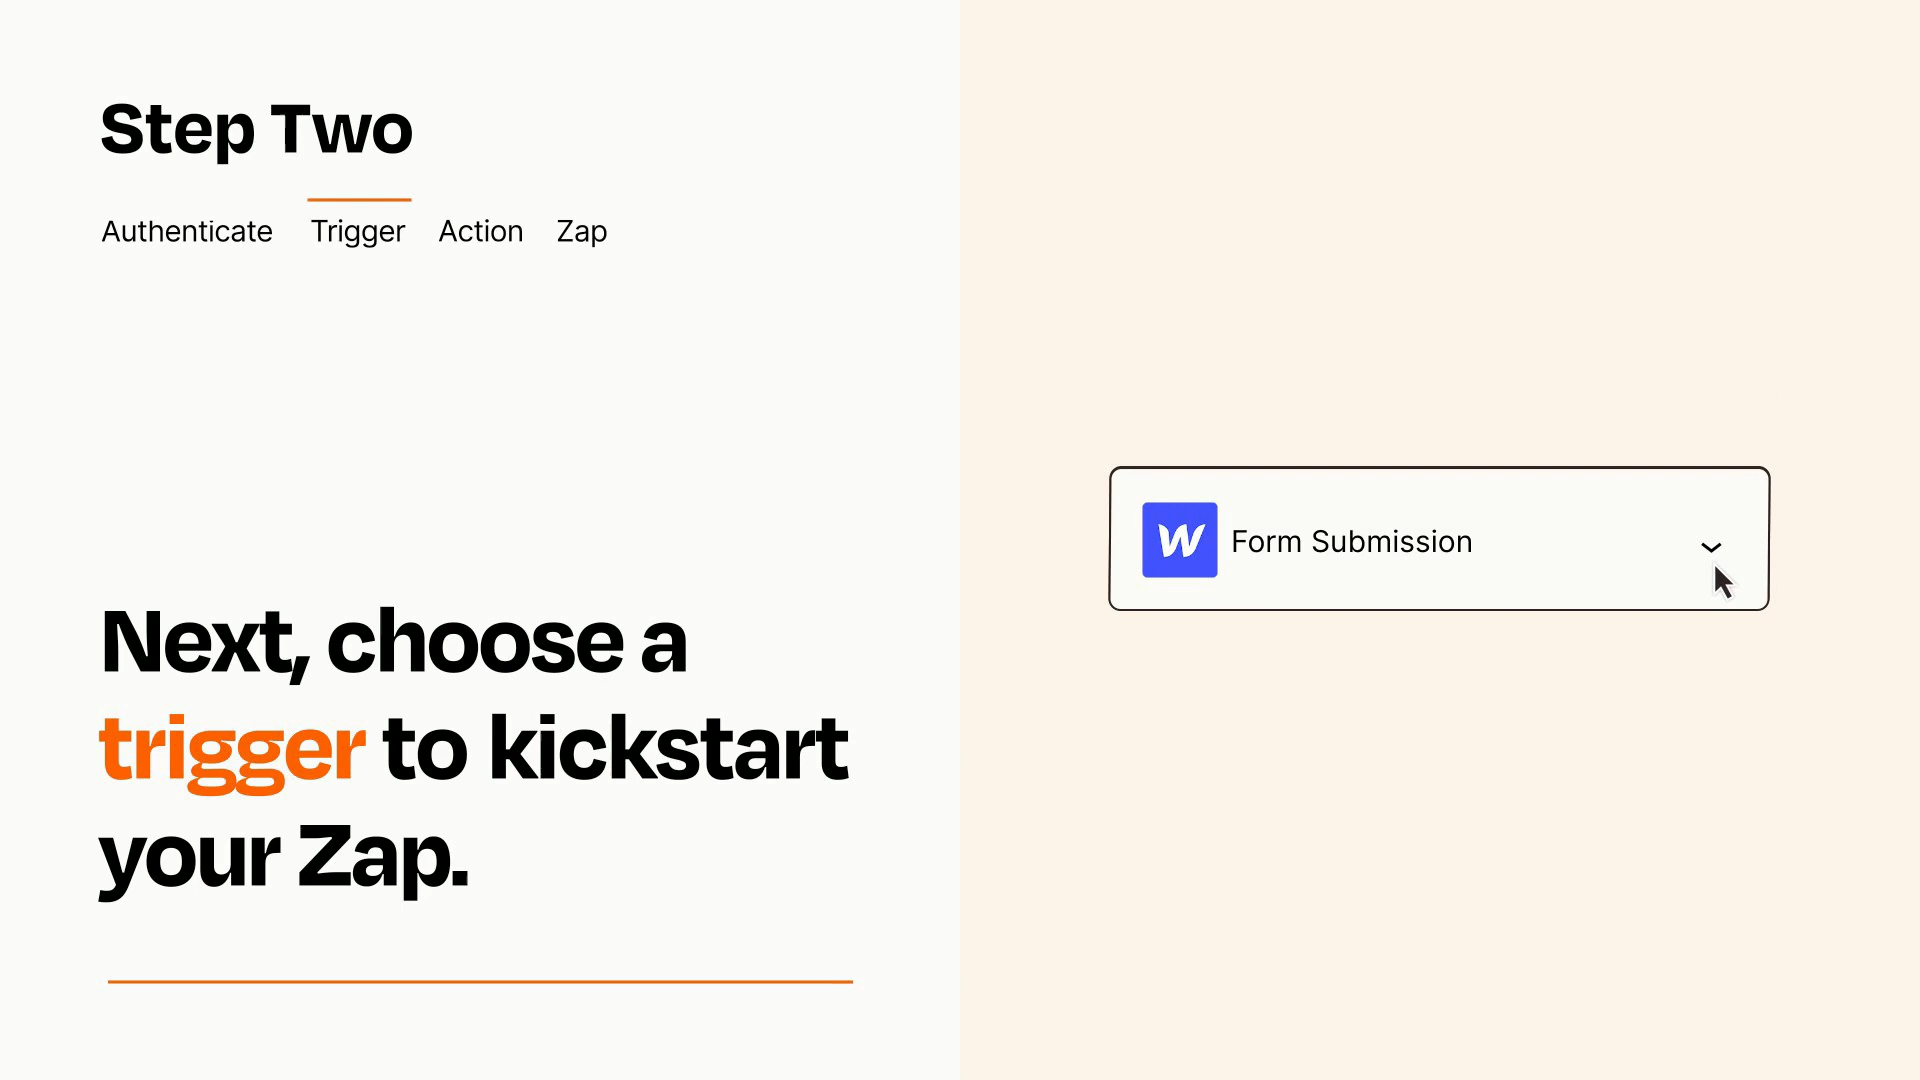 Step Two
Authenticate Trigger Action Zap
Next, choose a
trigger to kickstart
your Zap.
W Form Submission